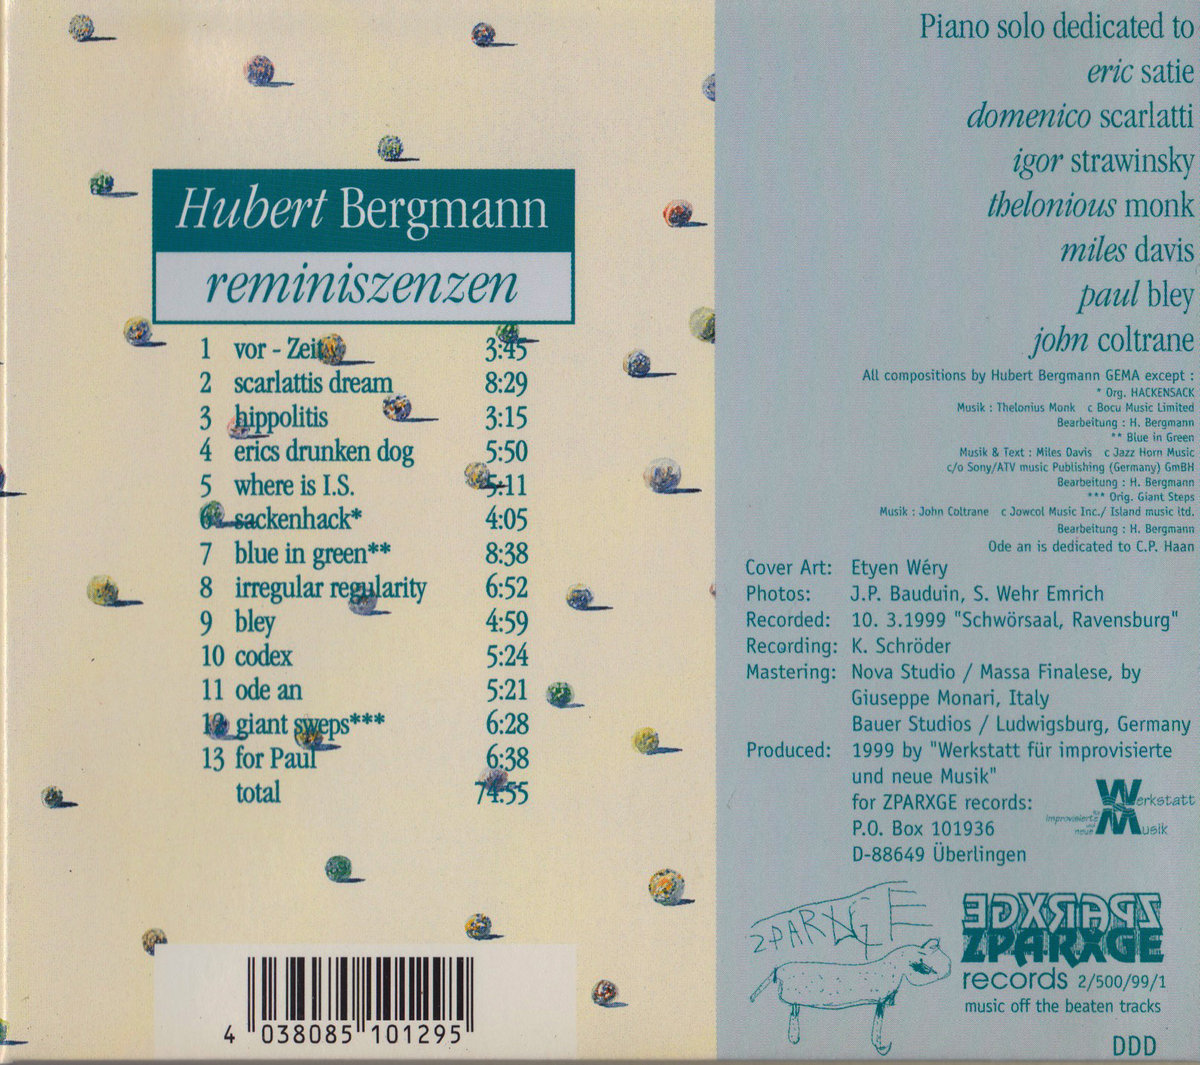 Hubert Bergmann
reminiszenzen
1 vor - Zeit 3:45
2 scarlattis dream 8:29
3 hippolitis 3:15
4 erics drunken dog 5:50
5 where is I.S. 5:11
6 sackenhack* 4:05
7 blue in green** 8:38
8 irregular regularity 6:52
9 bley 4:59
10 codex 5:24
11 ode an 5:21
12 giant sweps*** 6:28
13 for Paul 6:38
total 74:55
4 038085 101295
Piano solo dedicated to
eric satie
domenico scarlatti
igor strawinsky
thelonious monk
miles davis
paul bley
john coltrane
All compositions by Hubert Bergmann GEMA except :
* Org. HACKENSACK
Musik : Thelonius Monk c Bocu Music Limited
Bearbeitung : H. Bergmann
** Blue in Green
Musik & Text : Miles Davis c Jazz Horn Music
c/o Sony/ATV music Publishing (Germany) GmBH
Bearbeitung : H. Bergmann
*** Orig. Giant Steps
Musik : John Coltrane c Jowcol Music Inc./ Island music ltd.
Bearbeitung : H. Bergmann
Ode an is dedicated to C.P. Haan
Cover Art: Etyen Wéry
Photos: J.P. Bauduin, S. Wehr Emrich
Recorded: 10. 3.1999 "Schwörsaal, Ravensburg"
Recording: K. Schröder
Mastering: Nova Studio / Massa Finalese, by
Giuseppe Monari, Italy
Bauer Studios / Ludwigsburg, Germany
Produced: 1999 by "Werkstatt für improvisierte
und neue Musik"
for ZPARXGE records:
P.O. Box 101936
D-88649 Überlingen
Werkstatt
für
improvisierte
und
neue Musik
ZPARXGE
ZPARXGE
ZPARXGE
records 2/500/99/1
music off the beaten tracks
DDD